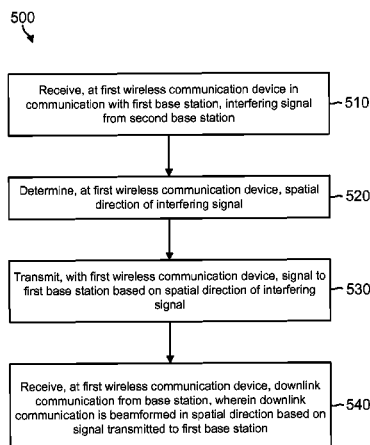 500
Receive, at first wireless communication device in
communication with first base station, interfering signal
from second base station
510
Determine, at first wireless communication device, spatial
direction of interfering signal
520
Transmit, with first wireless communication device, signal to
first base station based on spatial direction of interfering
signal
530
Receive, at first wireless communication device, downlink
communication from base station, wherein downlink
communication is beamformed in spatial direction based on
signal transmitted to first base station
540